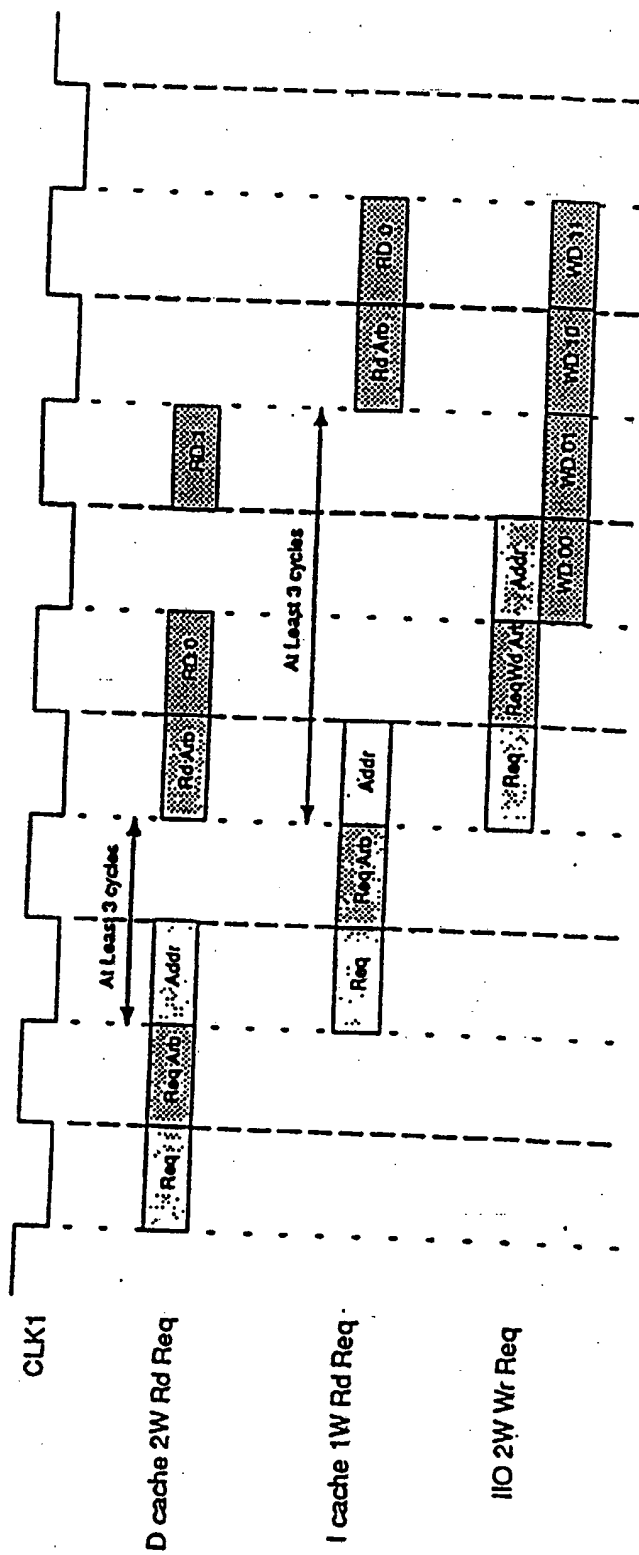 CLK1
D cache 2W Rd Req
Req
Req Arb
Addr
At Least 3 cycles
Rd Arb
RD 0
RD 1
I cache 1W Rd Req
Req
Req Arb
Addr
At Least 3 cycles
Rd Arb
RD 0
IIO 2W Wr Req
Req
Req Wd Arb
Addr
WD 00
WD 01
WD 10
WD 11